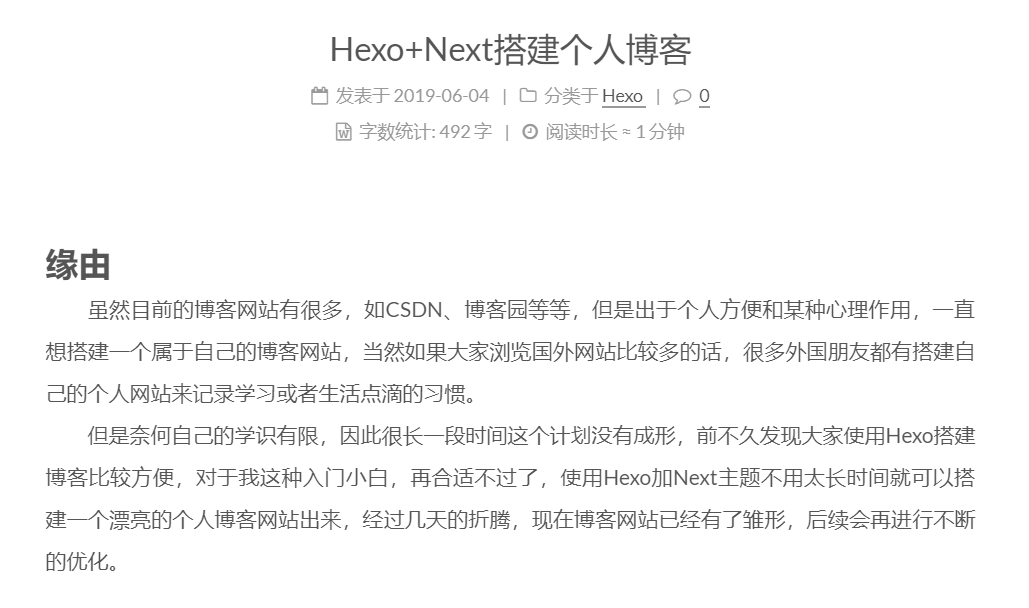 Hexo+Next搭建个人博客
发表于 2019-06-04 | 分类于 Hexo | 0
字数统计: 492 字 | 阅读时长 ≈ 1 分钟
缘由
虽然目前的博客网站有很多，如CSDN、博客园等等，但是出于个人方便和某种心理作用，一直
想搭建一个属于自己的博客网站，当然如果大家浏览国外网站比较多的话，很多外国朋友都有搭建自
己的个人网站来记录学习或者生活点滴的习惯。
但是奈何自己的学识有限，因此很长一段时间这个计划没有成形，前不久发现大家使用Hexo搭建
博客比较方便，对于我这种入门小白，再合适不过了，使用Hexo加Next主题不用太长时间就可以搭
建一个漂亮的个人博客网站出来，经过几天的折腾，现在博客网站已经有了雏形，后续会再进行不断
的优化。